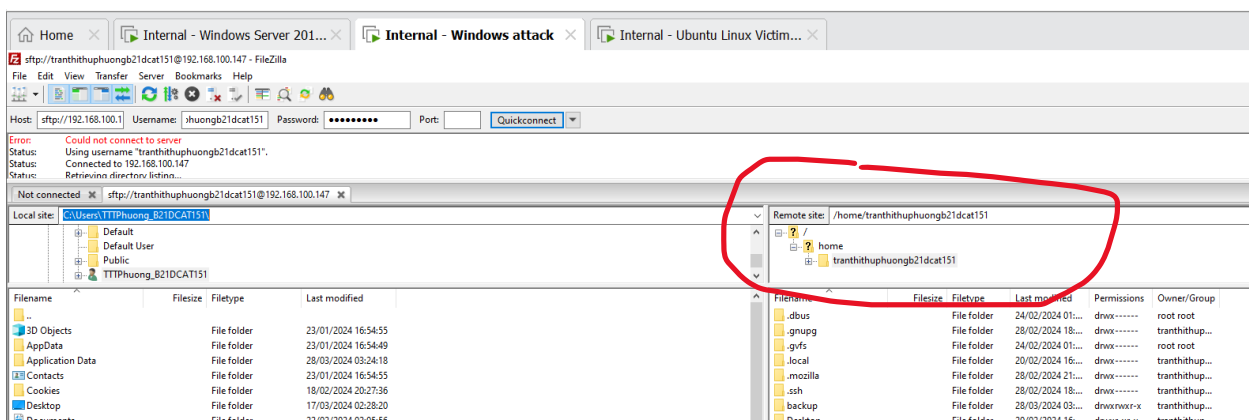 Home Internal - Windows Server 201... Internal - Windows attack Internal - Ubuntu Linux Victim...
sftp://tranthithuphuongb21dcat151@192.168.100.147 - FileZilla
File Edit View Transfer Server Bookmarks Help
Host: sftp://192.168.100.1 Username: huongb21dcat151 Password: ●●●●●●●●● Port: Quickconnect
Error: Could not connect to server
Status: Using username "tranthithuphuongb21dcat151".
Status: Connected to 192.168.100.147
Status: Retrieving directory listing...
Not connected sftp://tranthithuphuongb21dcat151@192.168.100.147
Local site: C:\Users\TTTPhuong_B21DCAT151\ Remote site: /home/tranthithuphuongb21dcat151
Default ? /
Default User ? home
Public tranthithuphuongb21dcat151
TTTPhuong_B21DCAT151
Filename Filesize Filetype Last modified Filename Filesize Filetype Last modified Permissions Owner/Group
.. .dbus File folder 24/02/2024 01:... drwx------ root root
3D Objects File folder 23/01/2024 16:54:55 .gnupg File folder 28/02/2024 18:... drwx------ tranthithup...
AppData File folder 23/01/2024 16:54:49 .gvfs File folder 24/02/2024 01:... drwx------ root root
Application Data File folder 28/03/2024 03:24:18 .local File folder 20/02/2024 16:... drwx------ tranthithup...
Contacts File folder 23/01/2024 16:54:55 .mozilla File folder 28/02/2024 21:... drwx------ tranthithup...
Cookies File folder 18/02/2024 20:27:36 .ssh File folder 28/02/2024 18:... drwx------ tranthithup...
Desktop File folder 17/03/2024 02:28:20 backup File folder 28/03/2024 03:... drwxrwxr-x tranthithup...